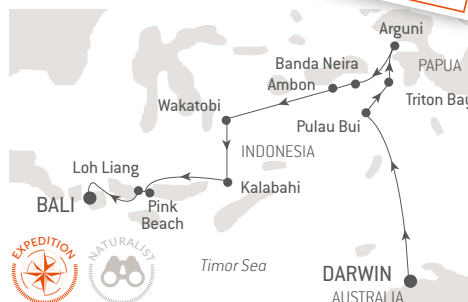 Arguni
Banda Neira
PAPUA
Ambon
Triton Bay
Wakatobi
Pulau Bui
INDONESIA
Loh Liang
Kalabahi
BALI
Pink
Beach
EXPEDITION
NATURALIST
Timor Sea
DARWIN
AUSTRALIA